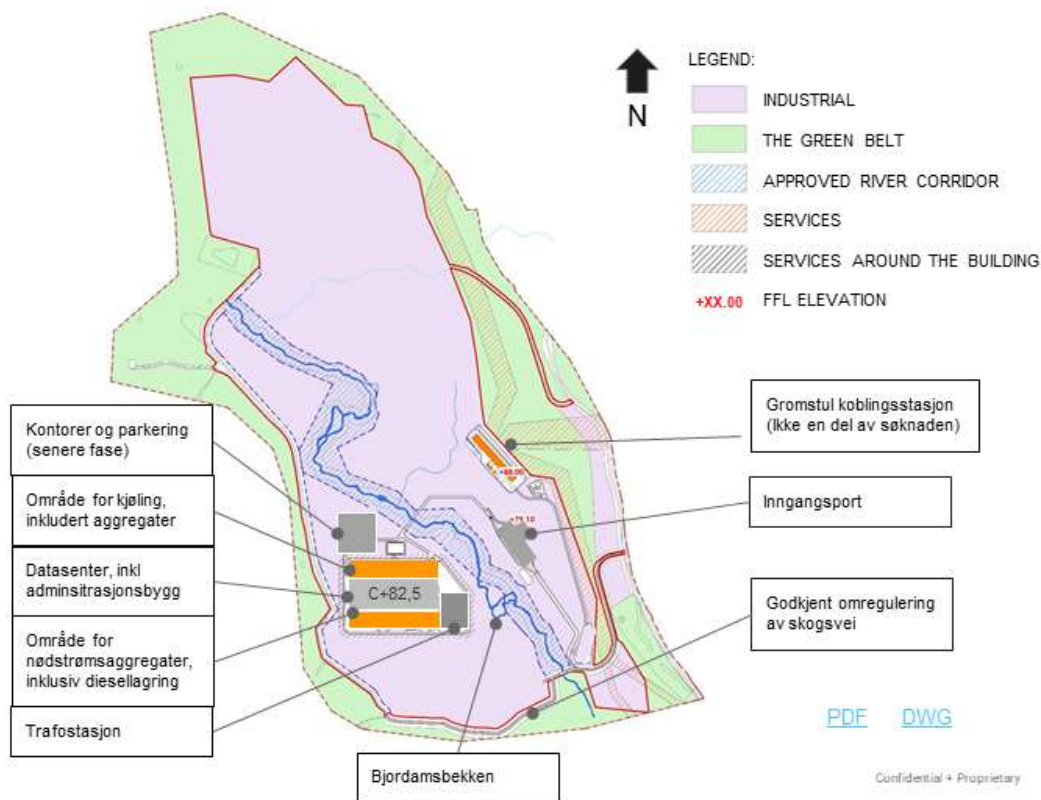 LEGEND:
N
INDUSTRIAL
THE GREEN BELT
APPROVED RIVER CORRIDOR
SERVICES
SERVICES AROUND THE BUILDING
+XX.00 FFL ELEVATION
Kontorer og parkering
(senere fase)
Område for kjøling,
inkludert aggregater
Datasenter, inkl
adminsitrasjonsbygg
Område for
nødstrømsaggregater,
inklusiv diesellagring
Trafostasjon
Bjordamsbekken
C+82,5
+88.00
+79.10
Gromstul koblingsstasjon
(Ikke en del av søknaden)
Inngangsport
Godkjent omregulering
av skogsvei
PDF DWG
Confidential + Proprietary